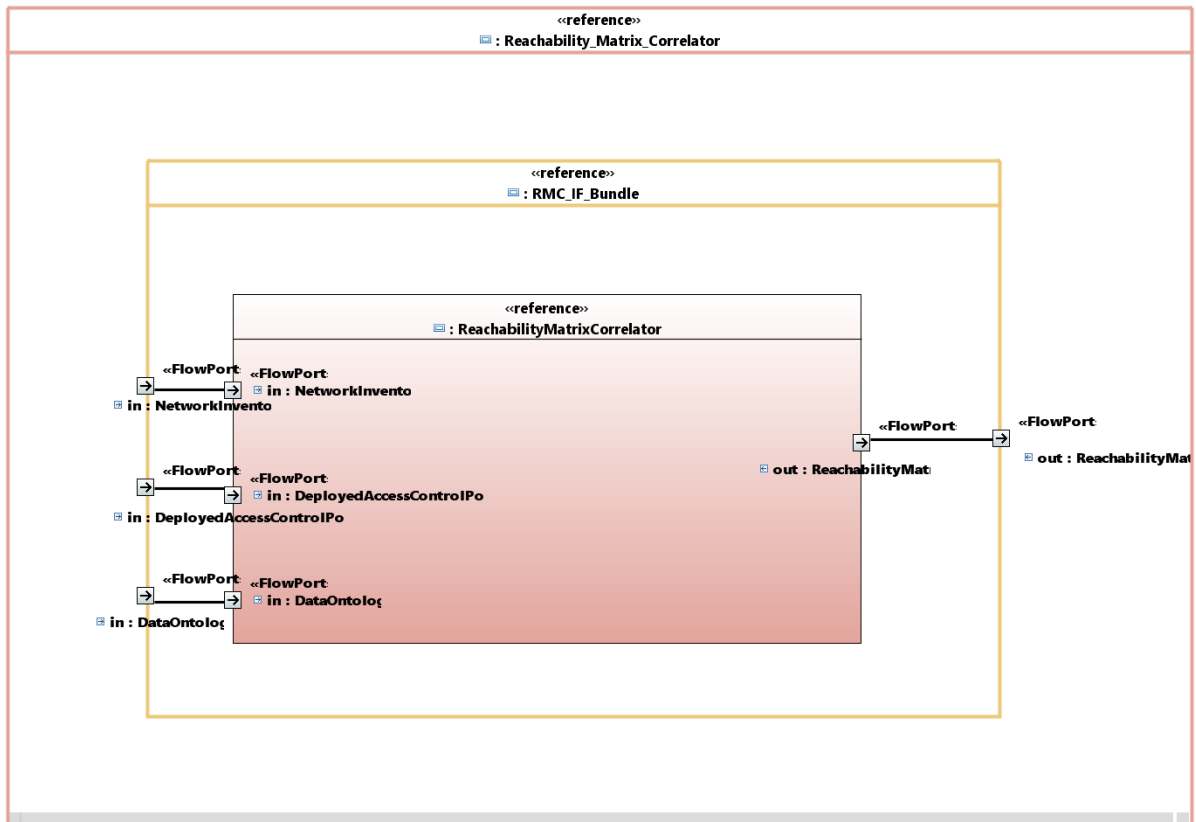 «reference»
: Reachability_Matrix_Correlator
«reference»
: RMC_IF_Bundle
«reference»
: ReachabilityMatrixCorrelator
«FlowPort
«FlowPort
in : NetworkInvento
in : NetworkInvento
«FlowPort
«FlowPort
out : ReachabilityMat
out : ReachabilityMat
«FlowPort
«FlowPort
in : DeployedAccessControlPo
in : DeployedAccessControlPo
«FlowPort
«FlowPort
in : DataOntolog
in : DataOntolog